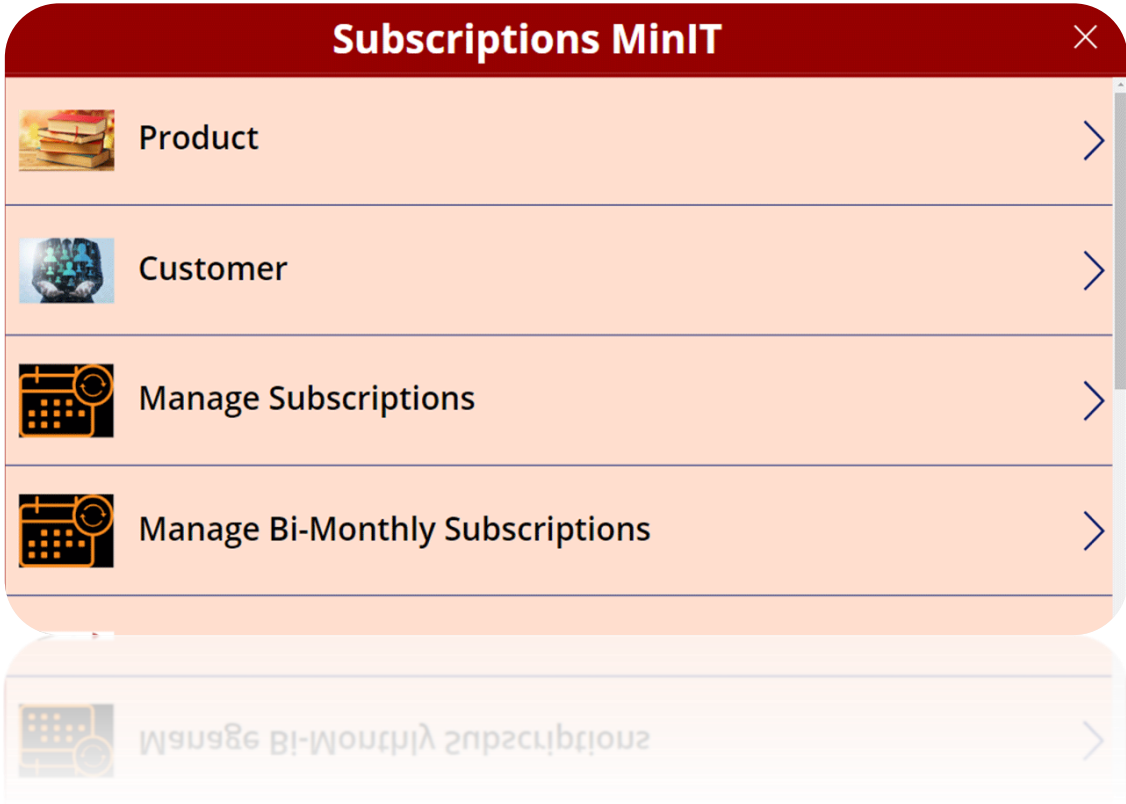 Subscriptions MinIT
Product
Customer
Manage Subscriptions
Manage Bi-Monthly Subscriptions
Manage Bi-Monthly Subscriptions